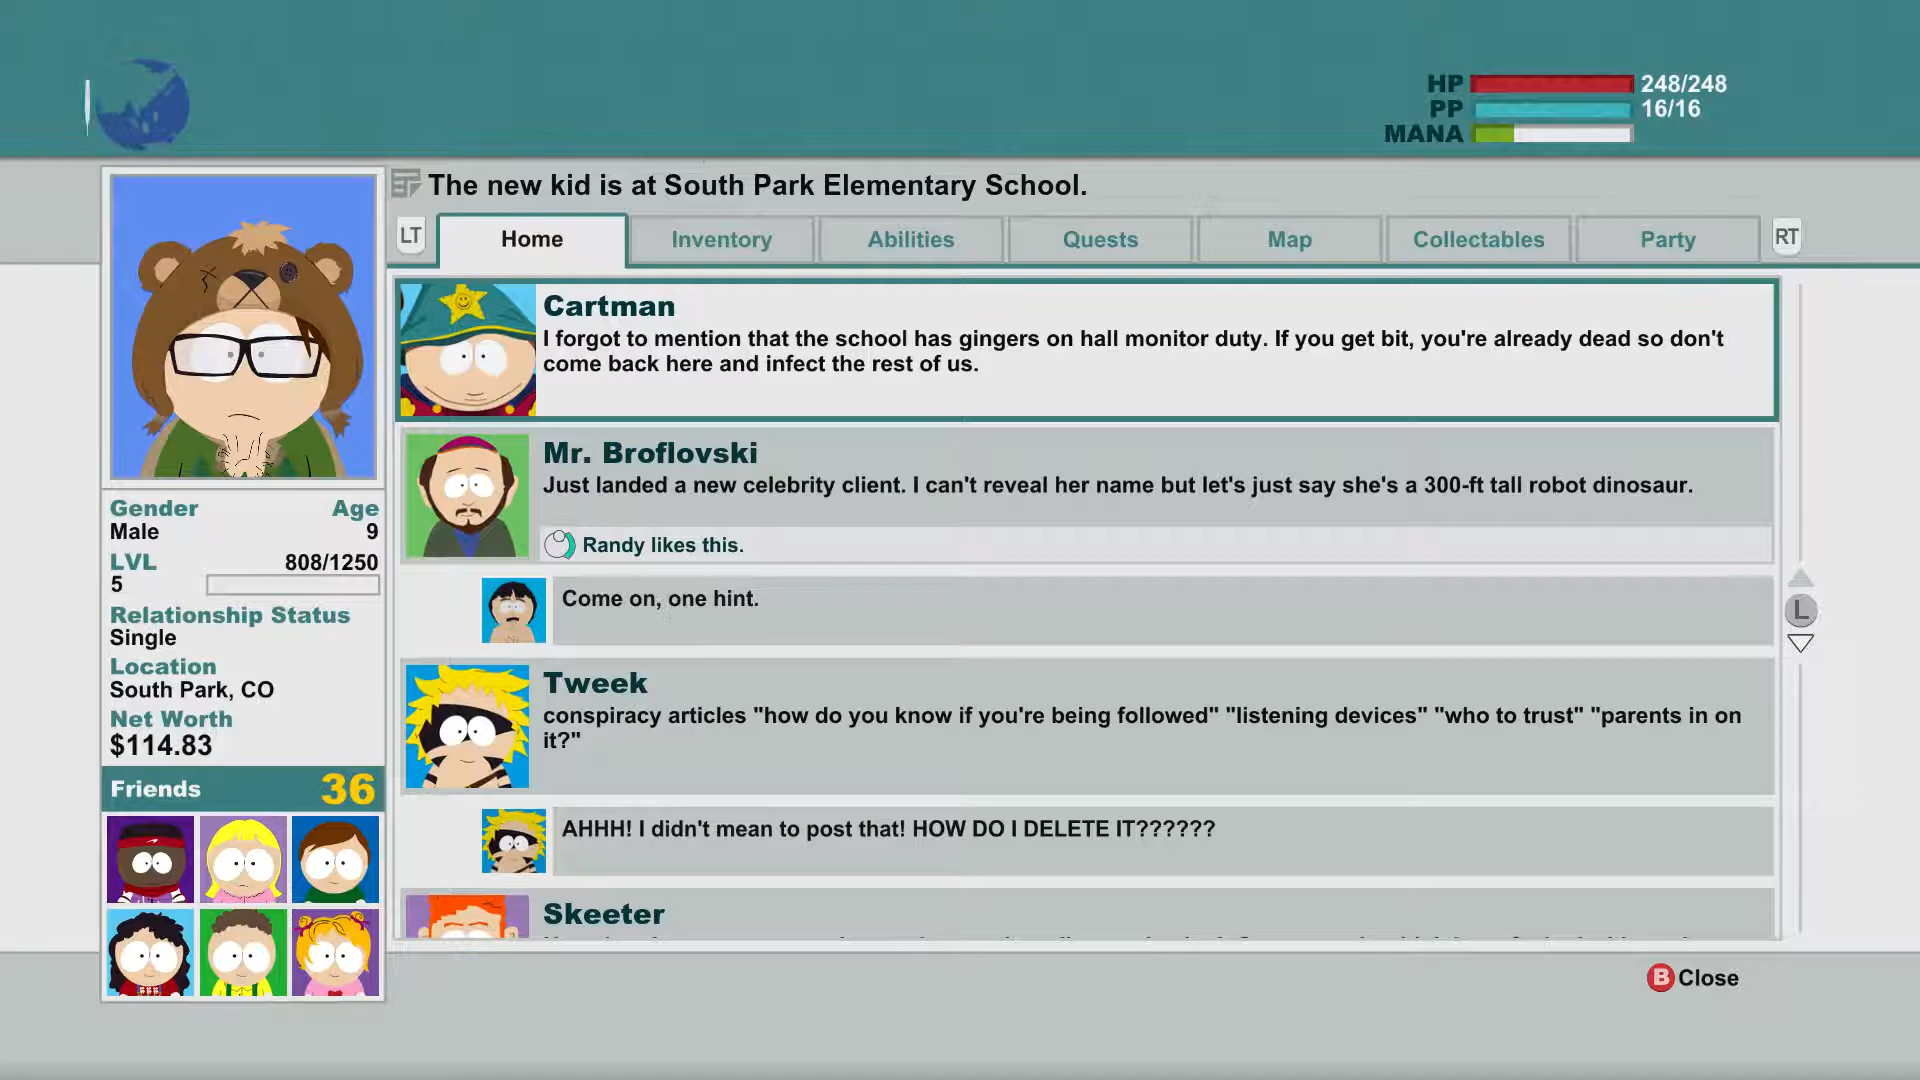 HP 248/248
PP 16/16
MANA
The new kid is at South Park Elementary School.
LT Home Inventory Abilities Quests Map Collectables Party RT
Cartman
I forgot to mention that the school has gingers on hall monitor duty. If you get bit, you're already dead so don't
come back here and infect the rest of us.
Mr. Broflovski
Just landed a new celebrity client. I can't reveal her name but let's just say she's a 300-ft tall robot dinosaur.
Randy likes this.
Come on, one hint.
Tweek
conspiracy articles "how do you know if you're being followed" "listening devices" "who to trust" "parents in on
it?"
AHHH! I didn't mean to post that! HOW DO I DELETE IT??????
Skeeter
L
Gender Age
Male 9
LVL 808/1250
5
Relationship Status
Single
Location
South Park, CO
Net Worth
$114.83
Friends 36
B Close